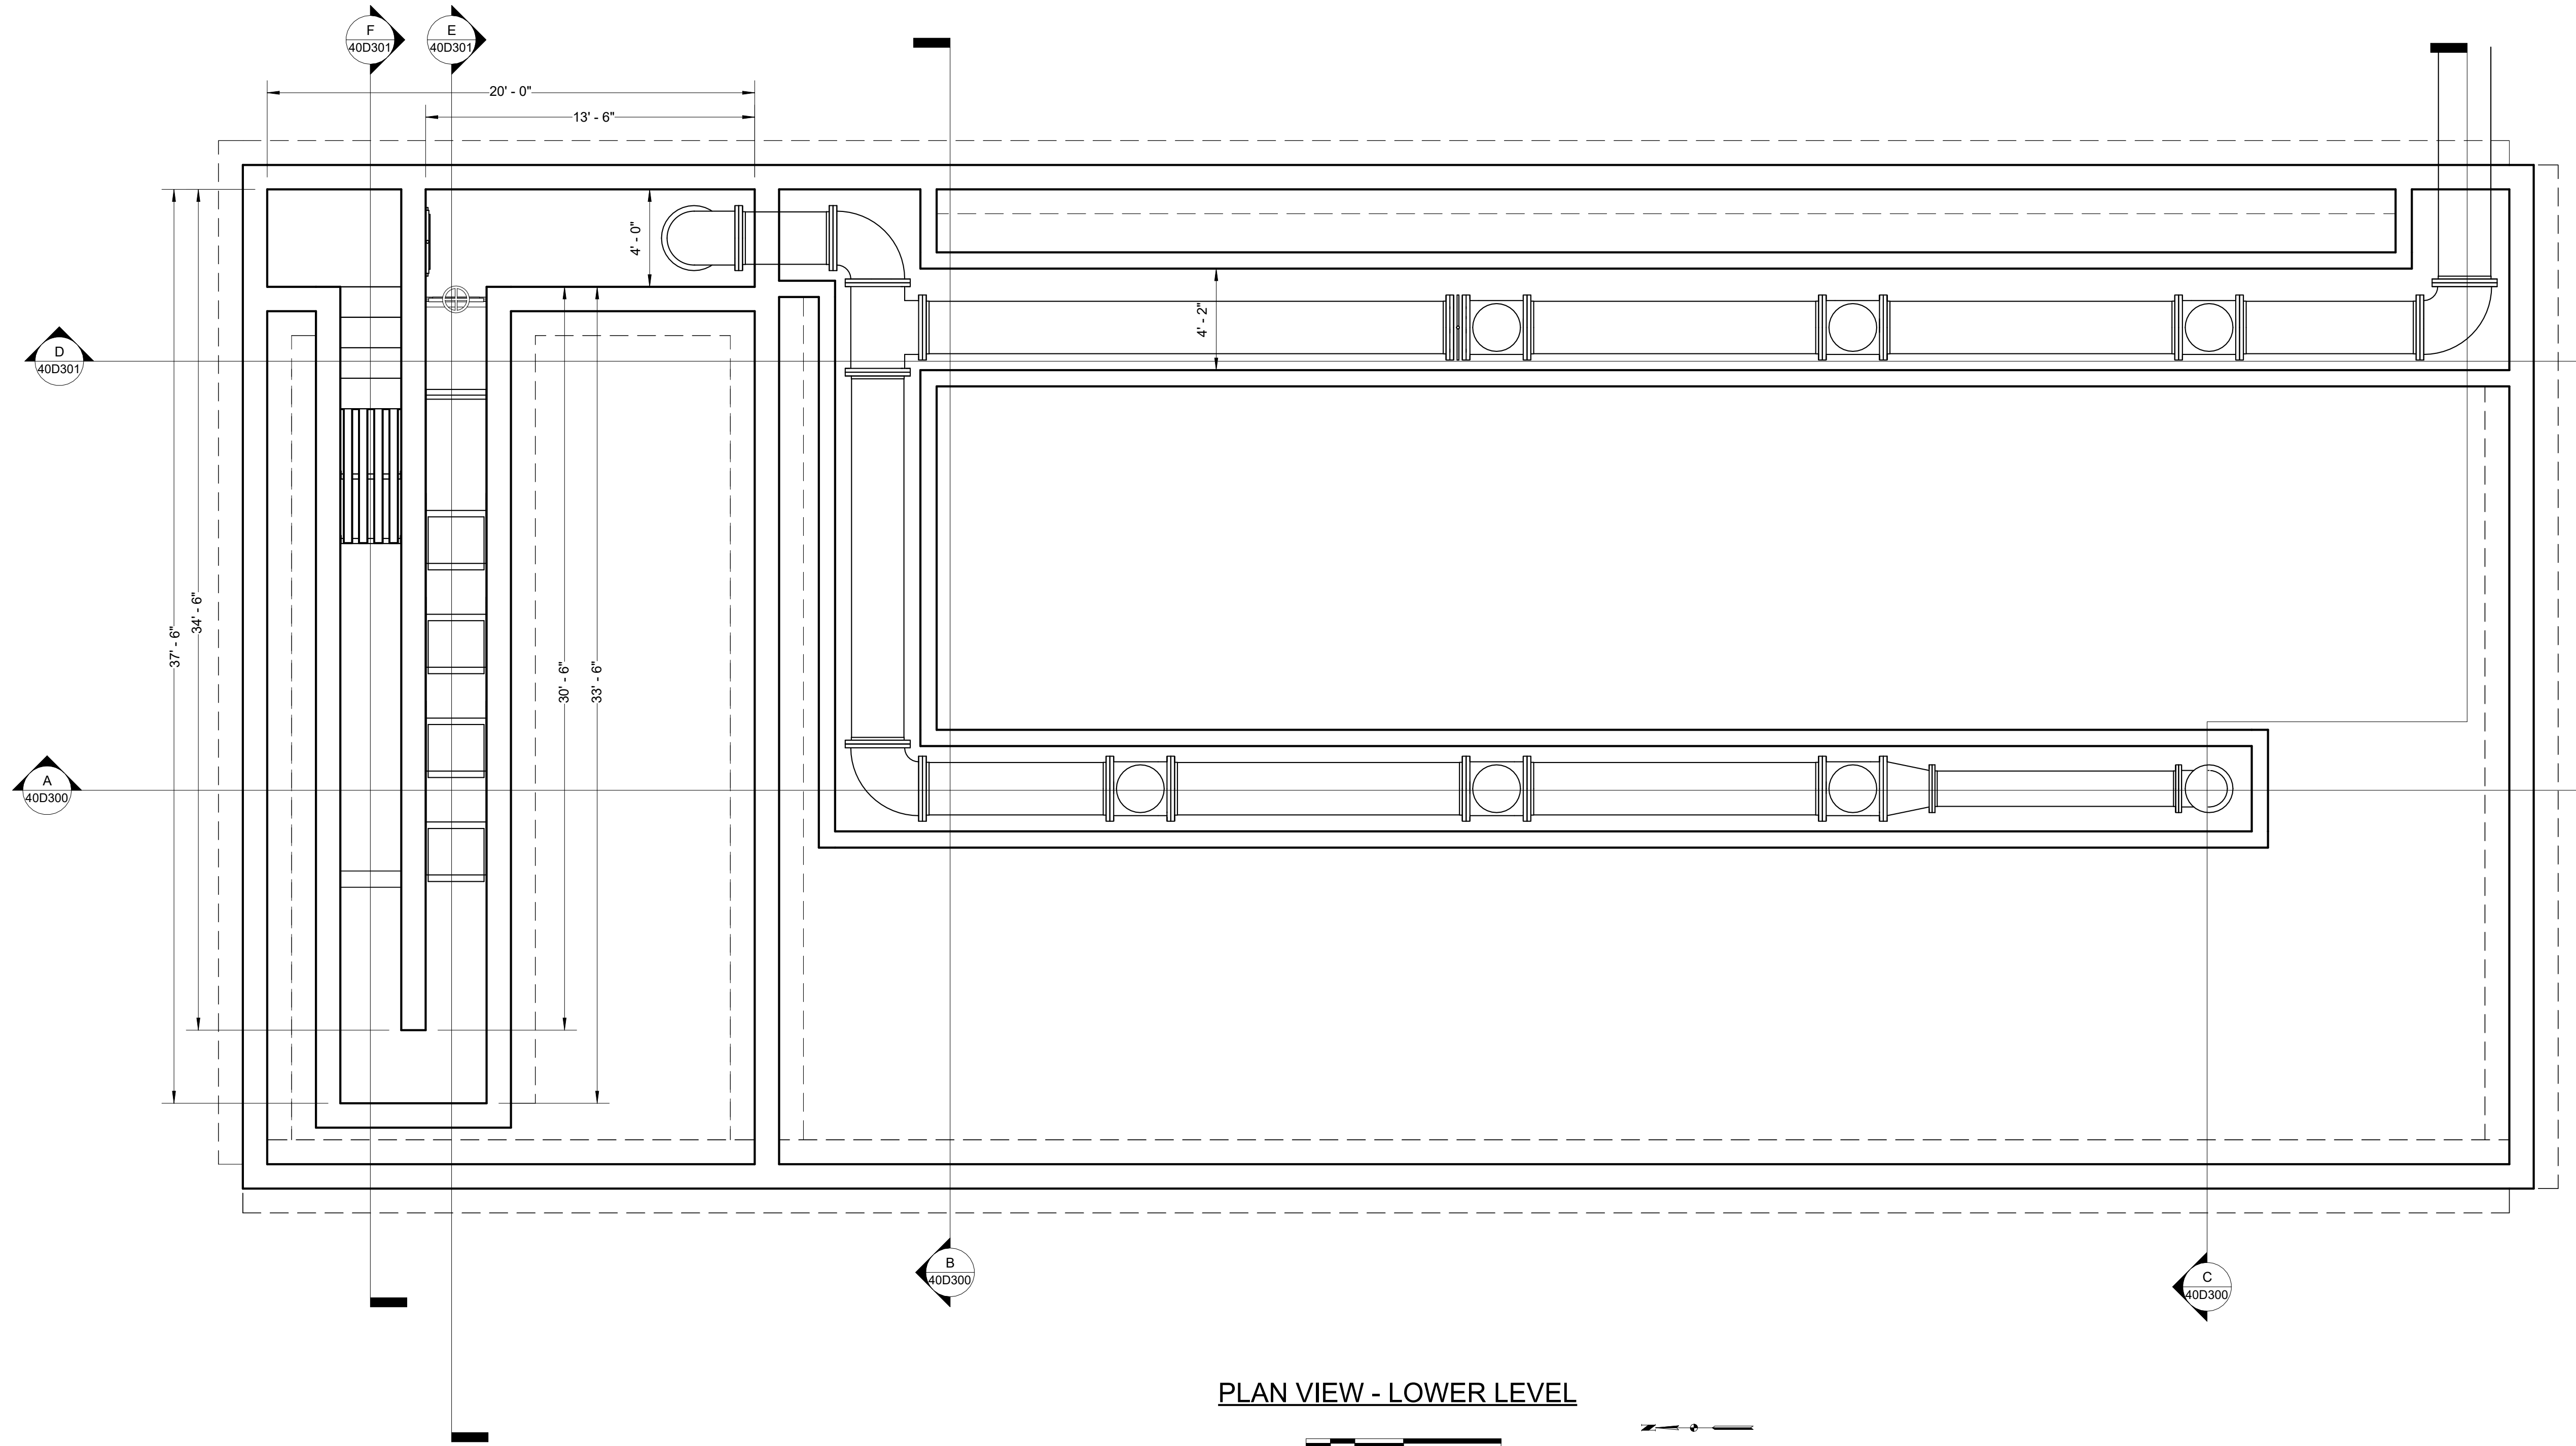 F
40D301
E
40D301
20' - 0"
13' - 6"
4' - 0"
4' - 2"
D
40D301
37' - 6"
34' - 6"
30' - 6"
33' - 6"
A
40D300
B
40D300
C
40D300
PLAN VIEW - LOWER LEVEL
N